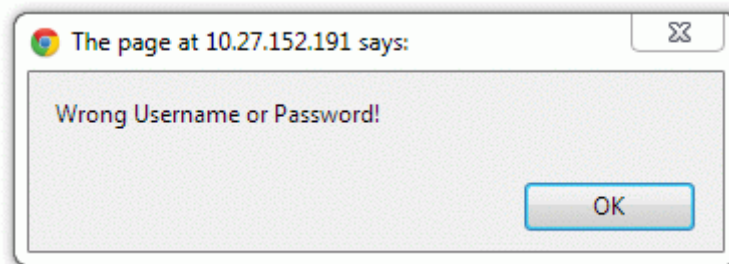 The page at 10.27.152.191 says:
Wrong Username or Password!
OK